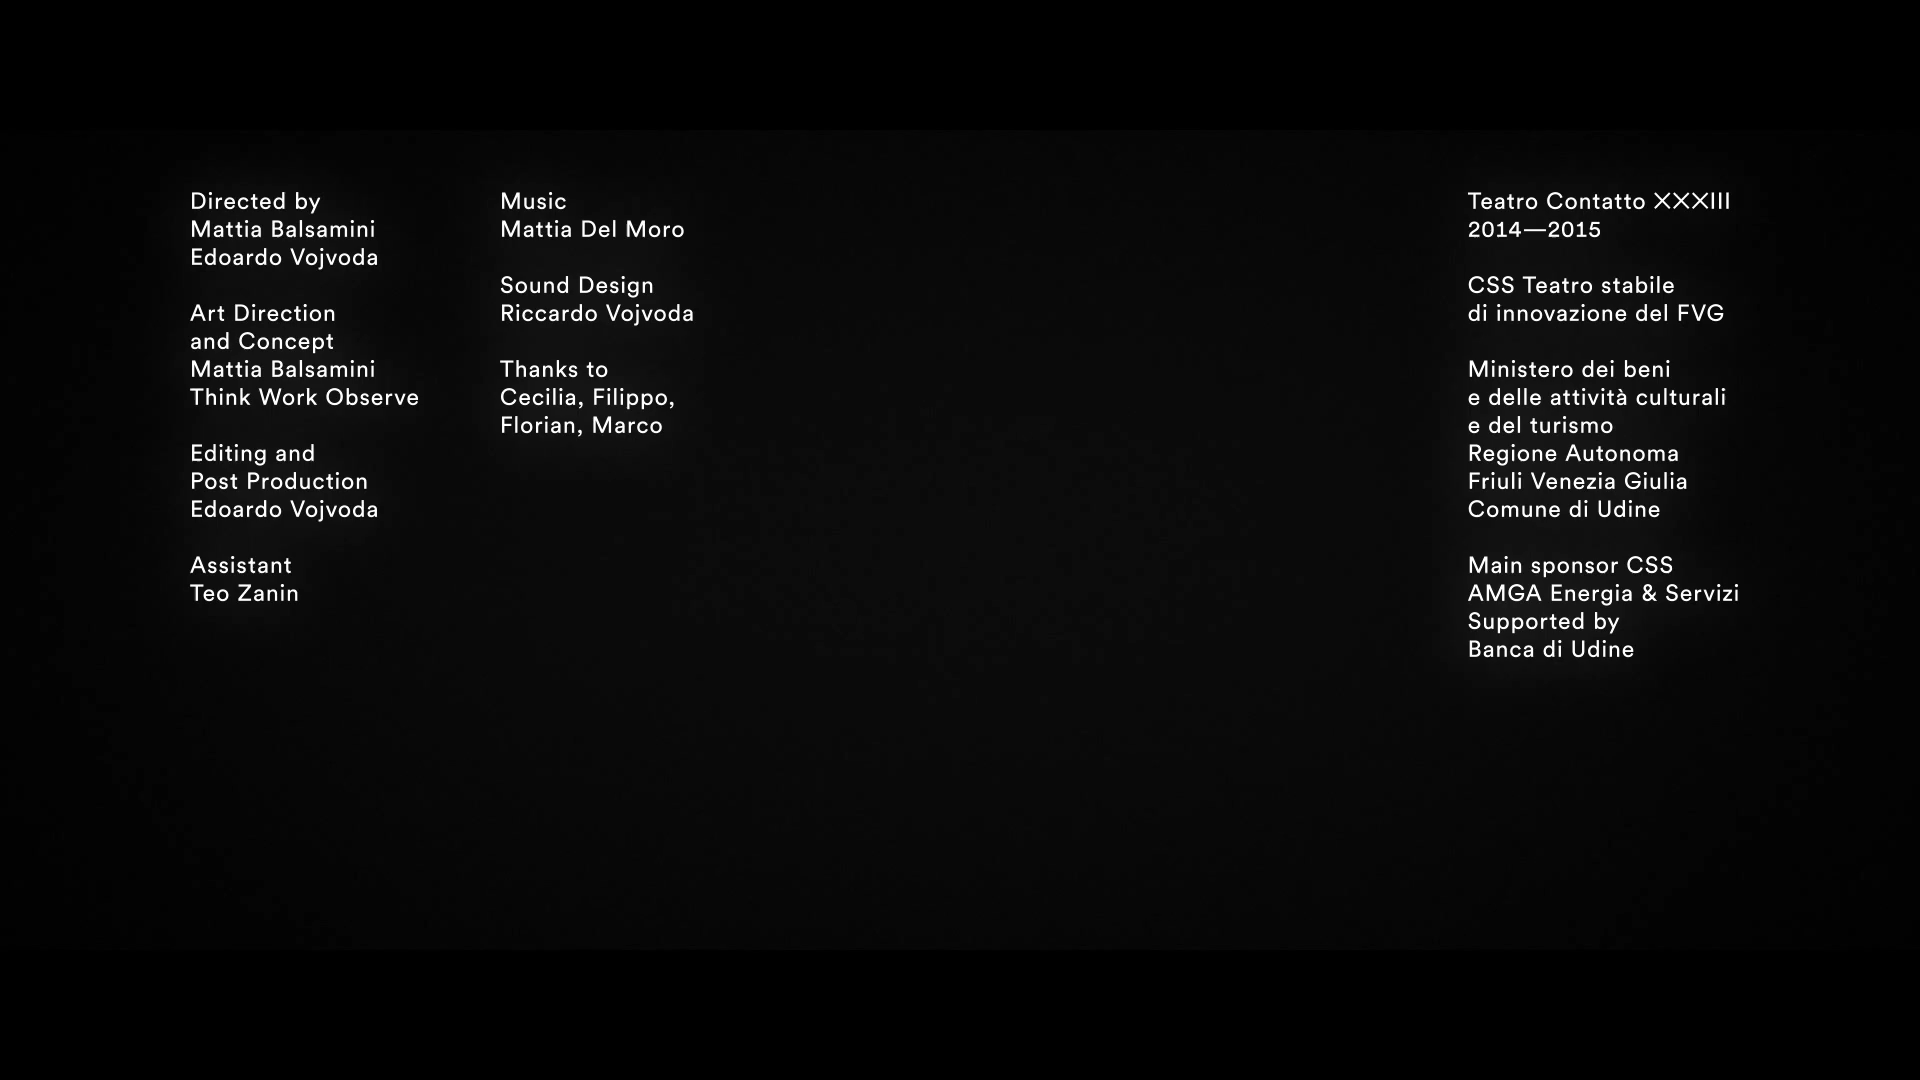 Directed by
Mattia Balsamini
Edoardo Vojvoda
Art Direction
and Concept
Mattia Balsamini
Think Work Observe
Editing and
Post Production
Edoardo Vojvoda
Assistant
Teo Zanin
Music
Mattia Del Moro
Sound Design
Riccardo Vojvoda
Thanks to
Cecilia, Filippo,
Florian, Marco
Teatro Contatto XXXIII
2014—2015
CSS Teatro stabile
di innovazione del FVG
Ministero dei beni
e delle attività culturali
e del turismo
Regione Autonoma
Friuli Venezia Giulia
Comune di Udine
Main sponsor CSS
AMGA Energia & Servizi
Supported by
Banca di Udine